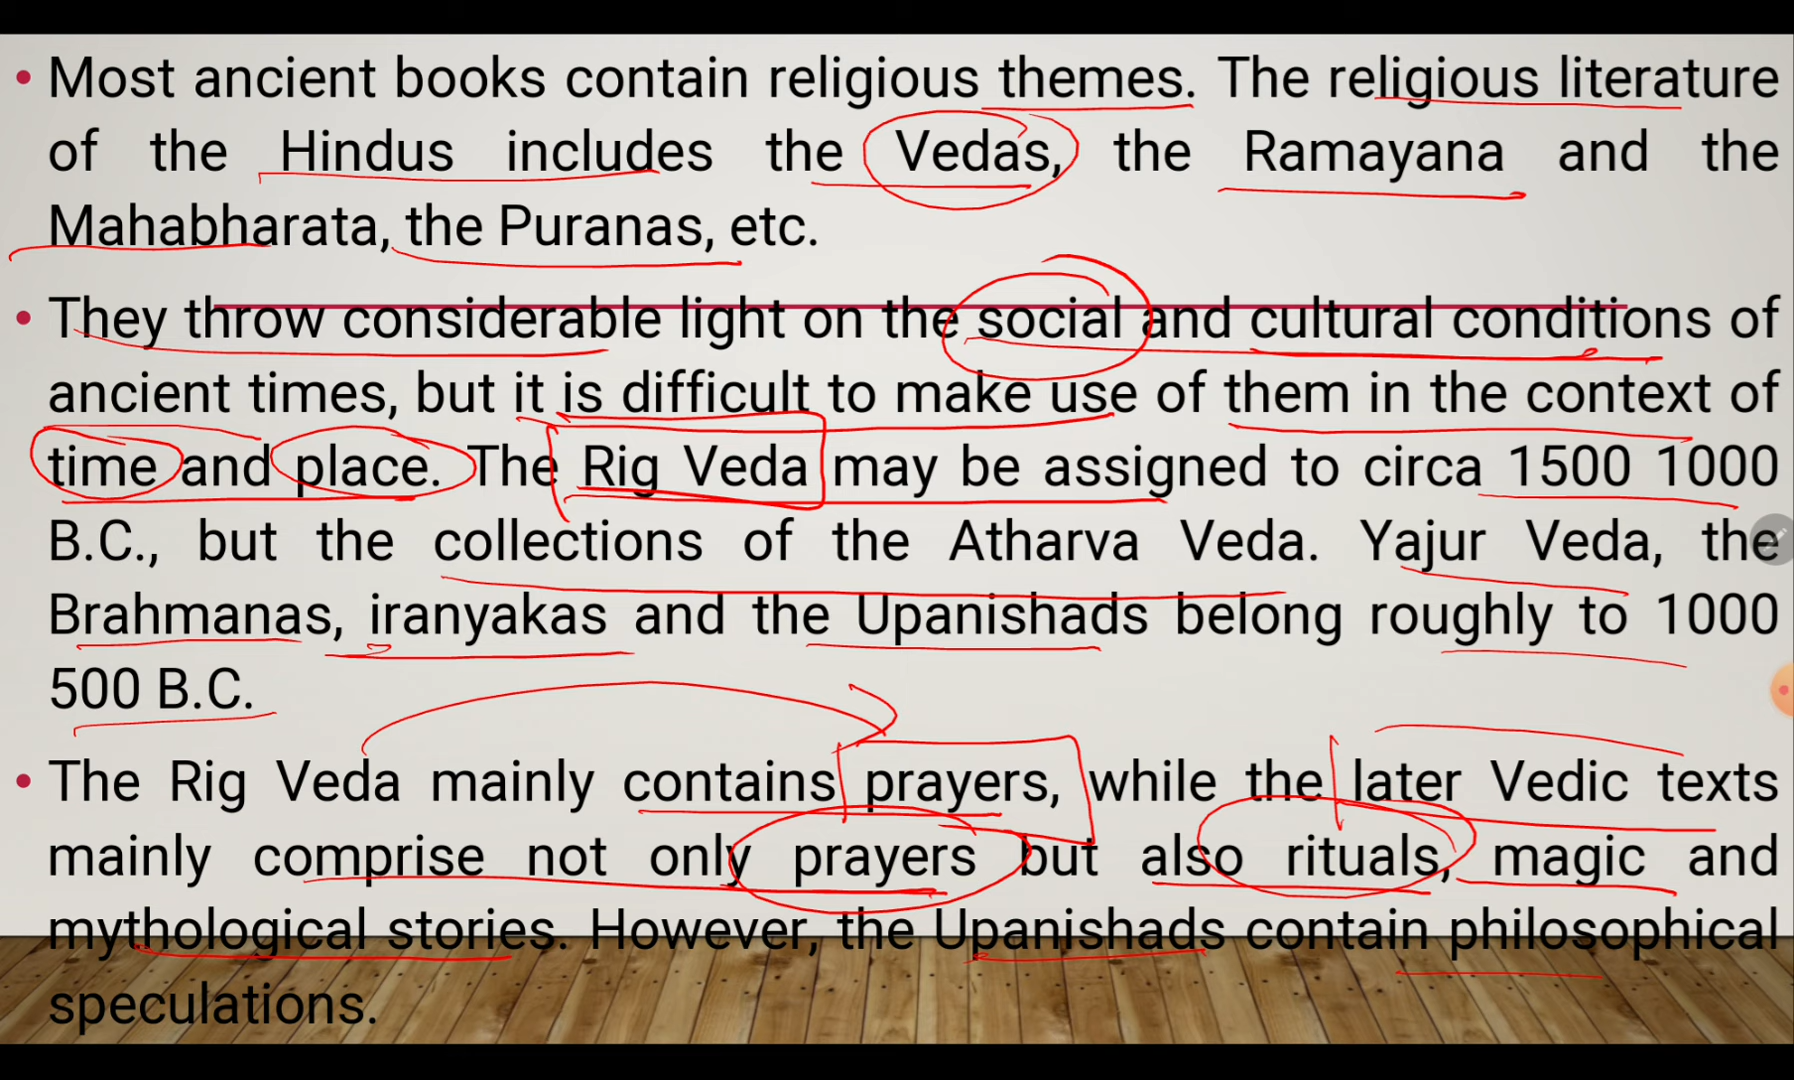 • Most ancient books contain religious themes. The religious literature
of the Hindus includes the Vedas, the Ramayana and the
Mahabharata, the Puranas, etc.
• They throw considerable light on the social and cultural conditions of
ancient times, but it is difficult to make use of them in the context of
time and place. The Rig Veda may be assigned to circa 1500 1000
B.C., but the collections of the Atharva Veda. Yajur Veda, the
Brahmanas, iranyakas and the Upanishads belong roughly to 1000
500 B.C.
• The Rig Veda mainly contains prayers, while the later Vedic texts
mainly comprise not only prayers but also rituals, magic and
mythological stories. However, the Upanishads contain philosophical
speculations.